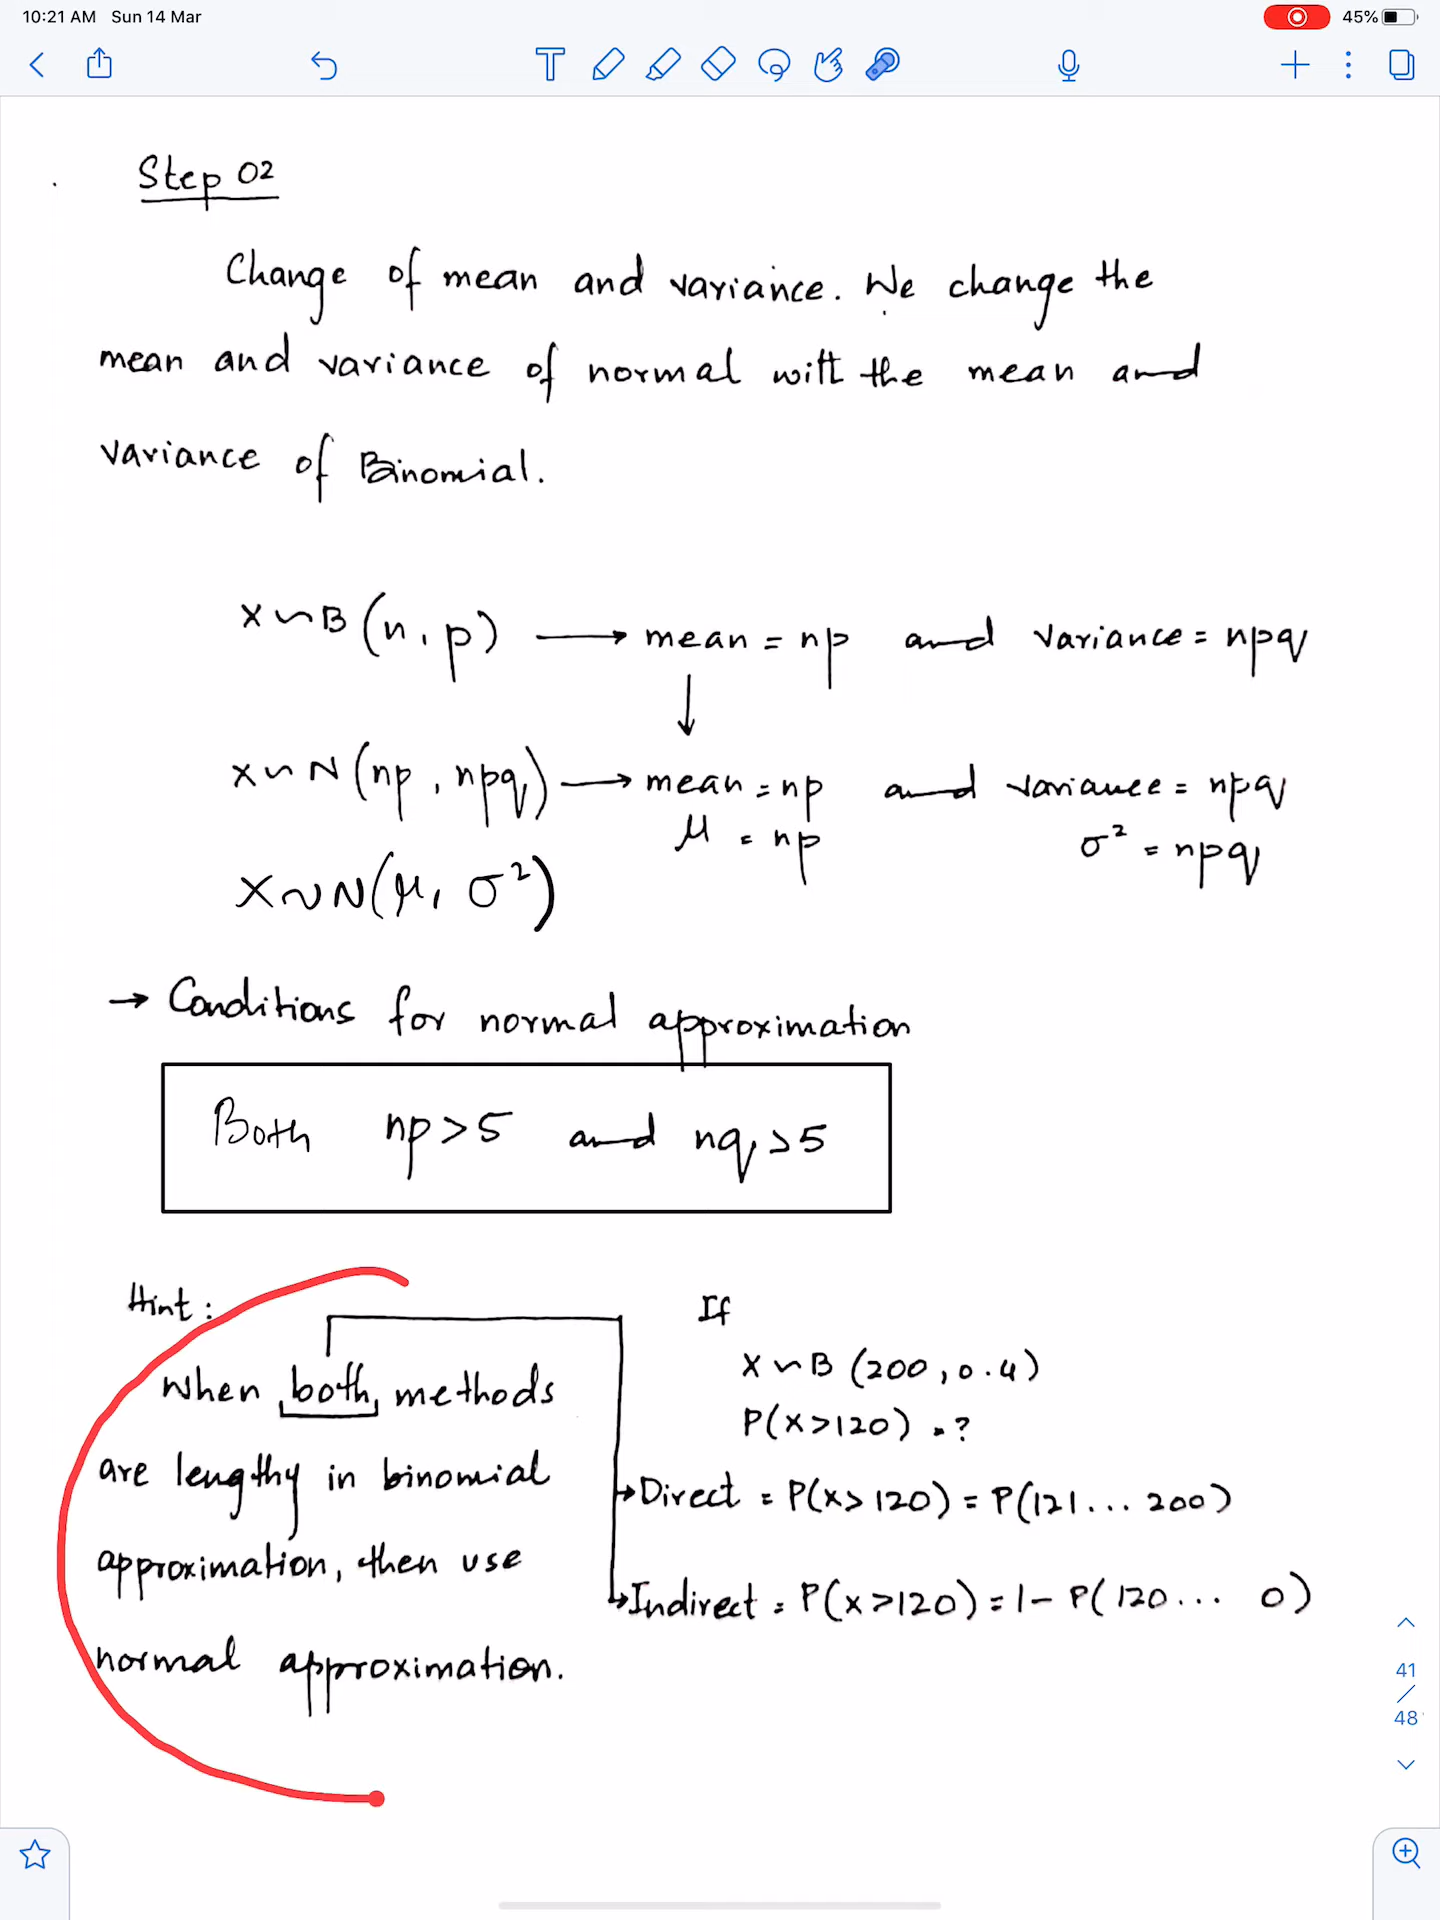 10:21 AM Sun 14 Mar
45%
Step 02
Change of mean and variance. We change the
mean and variance of normal with the mean and
variance of Binomial.
X ~ B(n, p) → mean = np and variance = npq
↓
X ~ N(np, npq) → mean = np and variance = npq
μ = np σ² = npq
X ~ N(μ, σ²)
→ Conditions for normal approximation
Both np > 5 and nq > 5
Hint:
when both methods
are lengthy in binomial
approximation, then use
normal approximation.
If
X ~ B (200, 0.4)
P(X > 120) = ?
→ Direct = P(X > 120) = P(121... 200)
→ Indirect = P(X > 120) = 1 - P(120... 0)
41
/
48